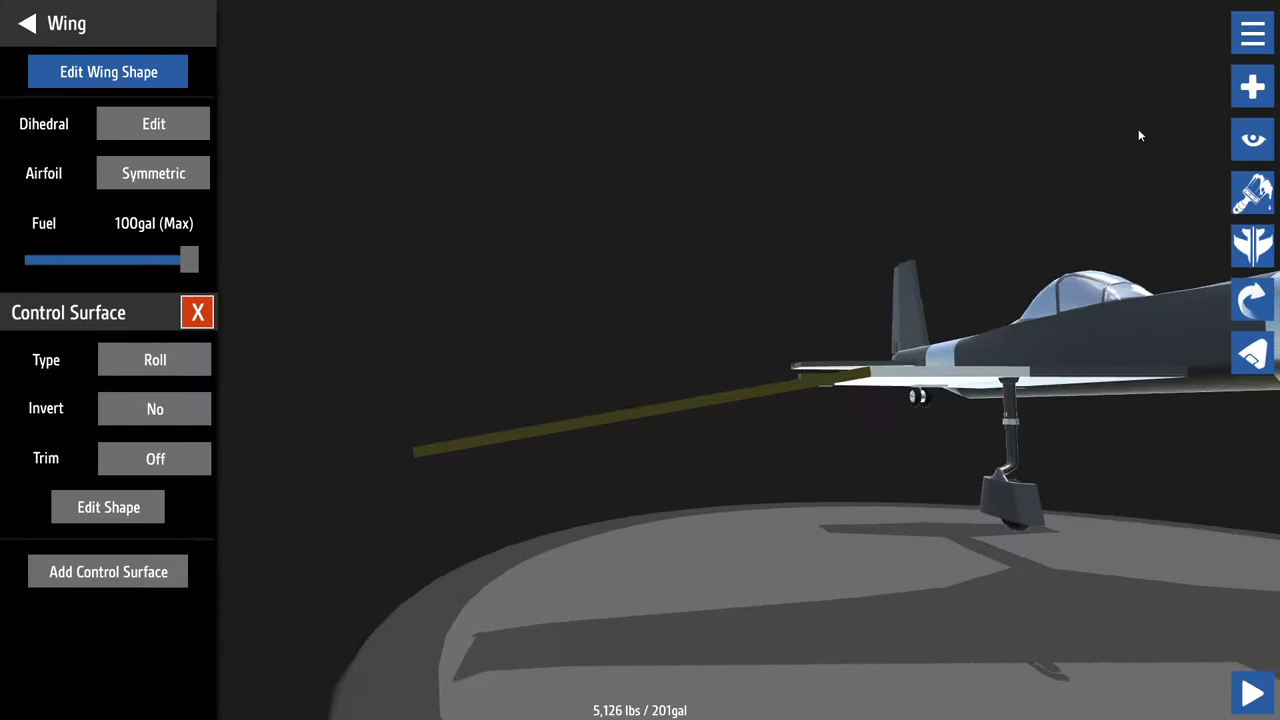 Wing
Edit Wing Shape
Dihedral Edit
Airfoil Symmetric
Fuel 100gal (Max)
Control Surface X
Type Roll
Invert No
Trim Off
Edit Shape
Add Control Surface
5,126 lbs / 201gal